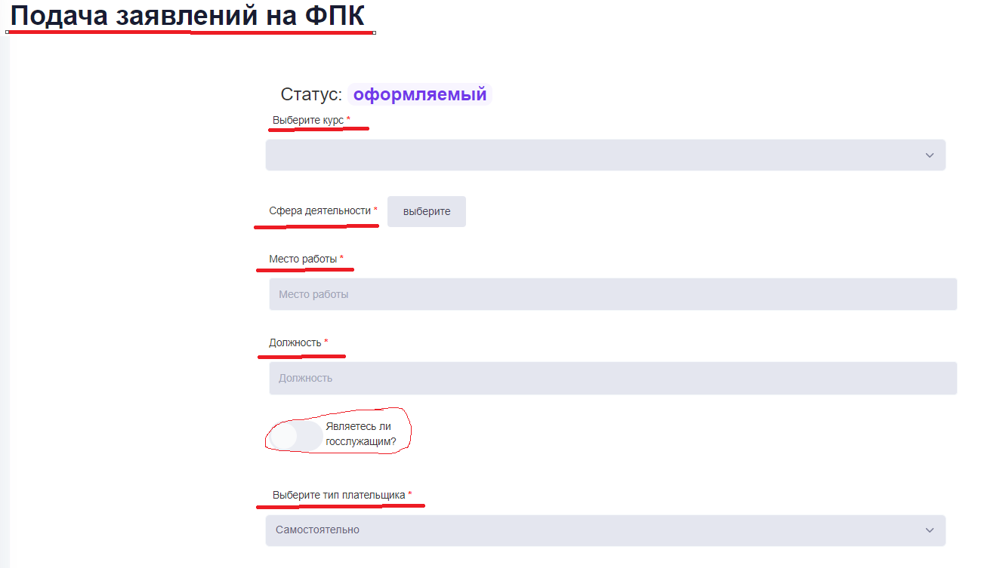 Подача заявлений на ФПК
Статус: оформляемый
Выберите курс *
Сфера деятельности * выберите
Место работы *
Место работы
Должность *
Должность
Являетесь ли
госслужащим?
Выберите тип плательщика *
Самостоятельно